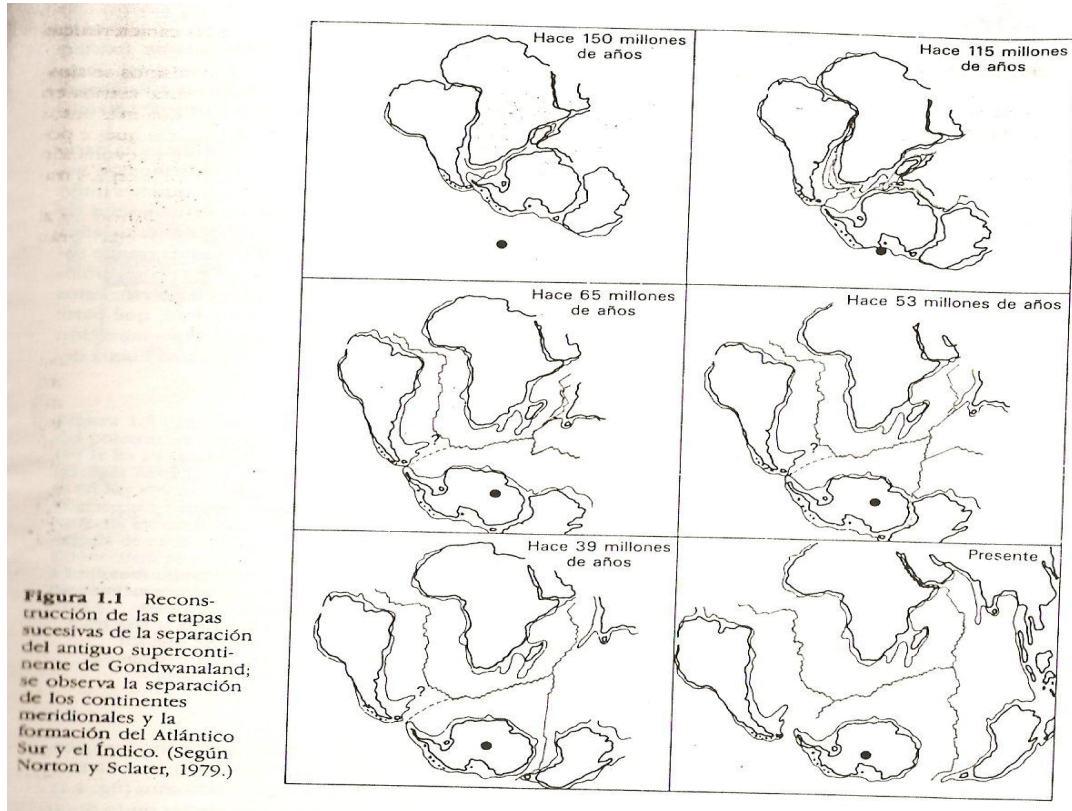 Hace 150 millones
de años
Hace 115 millones
de años
Hace 65 millones
de años
Hace 53 millones de años
Hace 39 millones
de años
?
Presente
Figura 1.1 Recons-
trucción de las etapas
sucesivas de la separación
del antiguo superconti-
nente de Gondwanaland;
se observa la separación
de los continentes
meridionales y la
formación del Atlántico
Sur y el Índico. (Según
Norton y Sclater, 1979.)